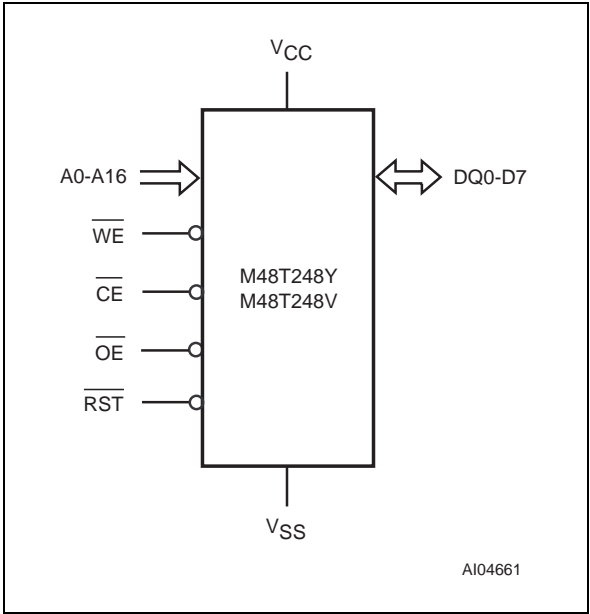 VCC
A0-A16
DQ0-D7
WE
CE
OE
RST
M48T248Y
M48T248V
VSS
AI04661